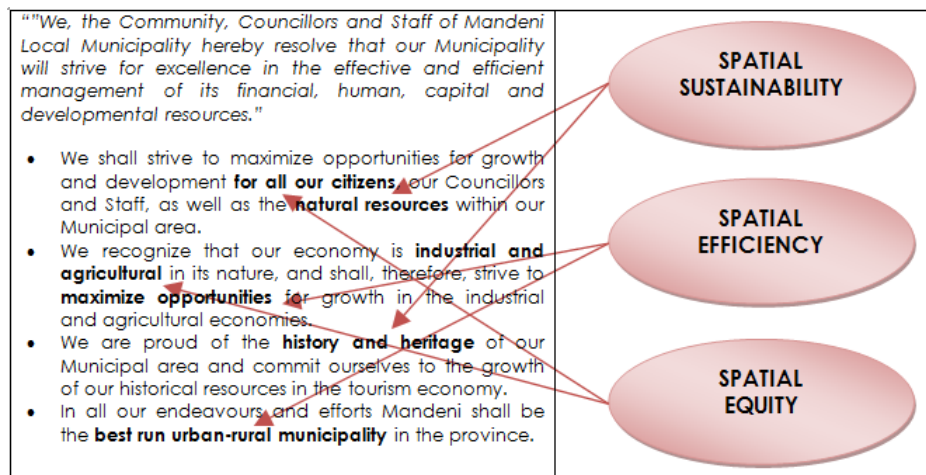 “"We, the Community, Councillors and Staff of Mandeni
Local Municipality hereby resolve that our Municipality
will strive for excellence in the effective and efficient
management of its financial, human, capital and
developmental resources.”
• We shall strive to maximize opportunities for growth
and development for all our citizens, our Councillors
and Staff, as well as the natural resources within our
Municipal area.
• We recognize that our economy is industrial and
agricultural in its nature, and shall, therefore, strive to
maximize opportunities for growth in the industrial
and agricultural economies.
• We are proud of the history and heritage of our
Municipal area and commit ourselves to the growth
of our historical resources in the tourism economy.
• In all our endeavours and efforts Mandeni shall be
the best run urban-rural municipality in the province.
SPATIAL
SUSTAINABILITY
SPATIAL
EFFICIENCY
SPATIAL
EQUITY